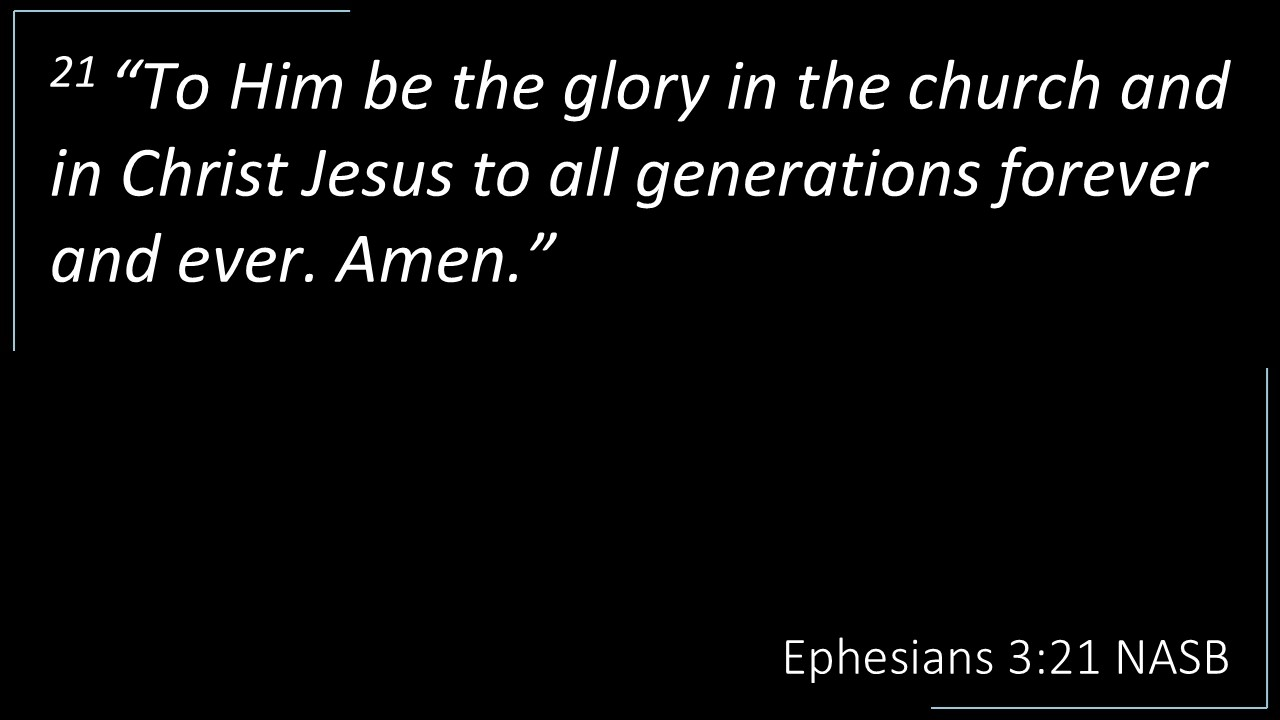 21 “To Him be the glory in the church and
in Christ Jesus to all generations forever
and ever. Amen.”
Ephesians 3:21 NASB